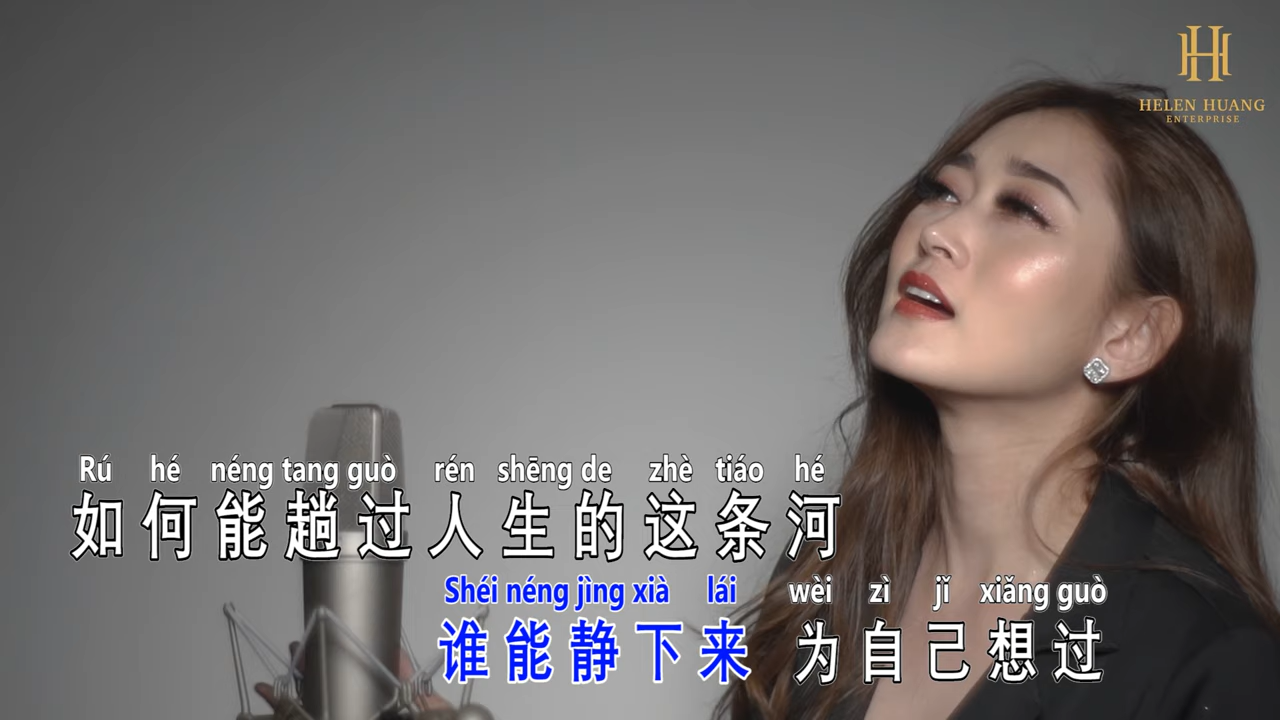 HELEN HUANG
ENTERPRISE
Rú hé néng tang guò rén shēng de zhè tiáo hé
如何能趟过人生的这条河
Shéi néng jìng xià lái wèi zì jǐ xiǎng guò
谁能静下来 为自己想过